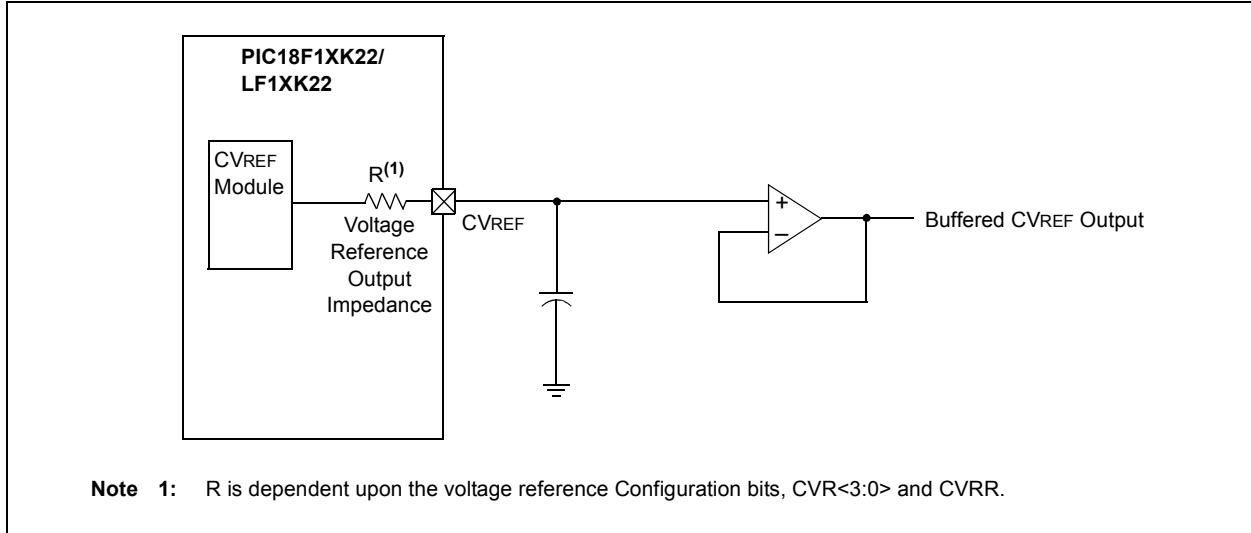 PIC18F1XK22/
LF1XK22
CVREF
Module
R(1)
Voltage
Reference
Output
Impedance
CVREF
+
–
Buffered CVREF Output
Note 1: R is dependent upon the voltage reference Configuration bits, CVR<3:0> and CVRR.